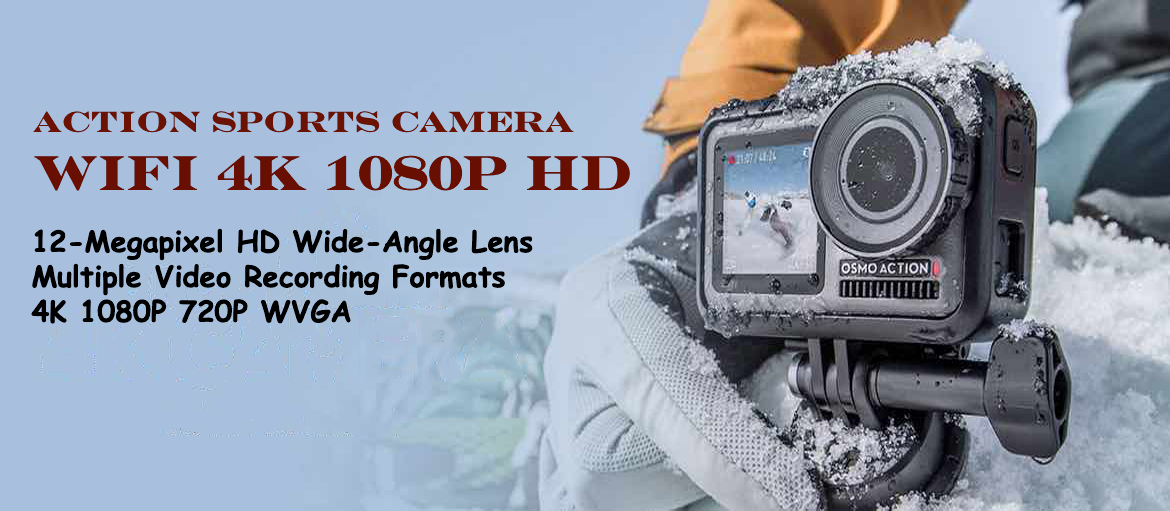 ACTION SPORTS CAMERA
WIFI 4K 1080P HD
12-Megapixel HD Wide-Angle Lens
Multiple Video Recording Formats
4K 1080P 720P WVGA
OSMO ACTION